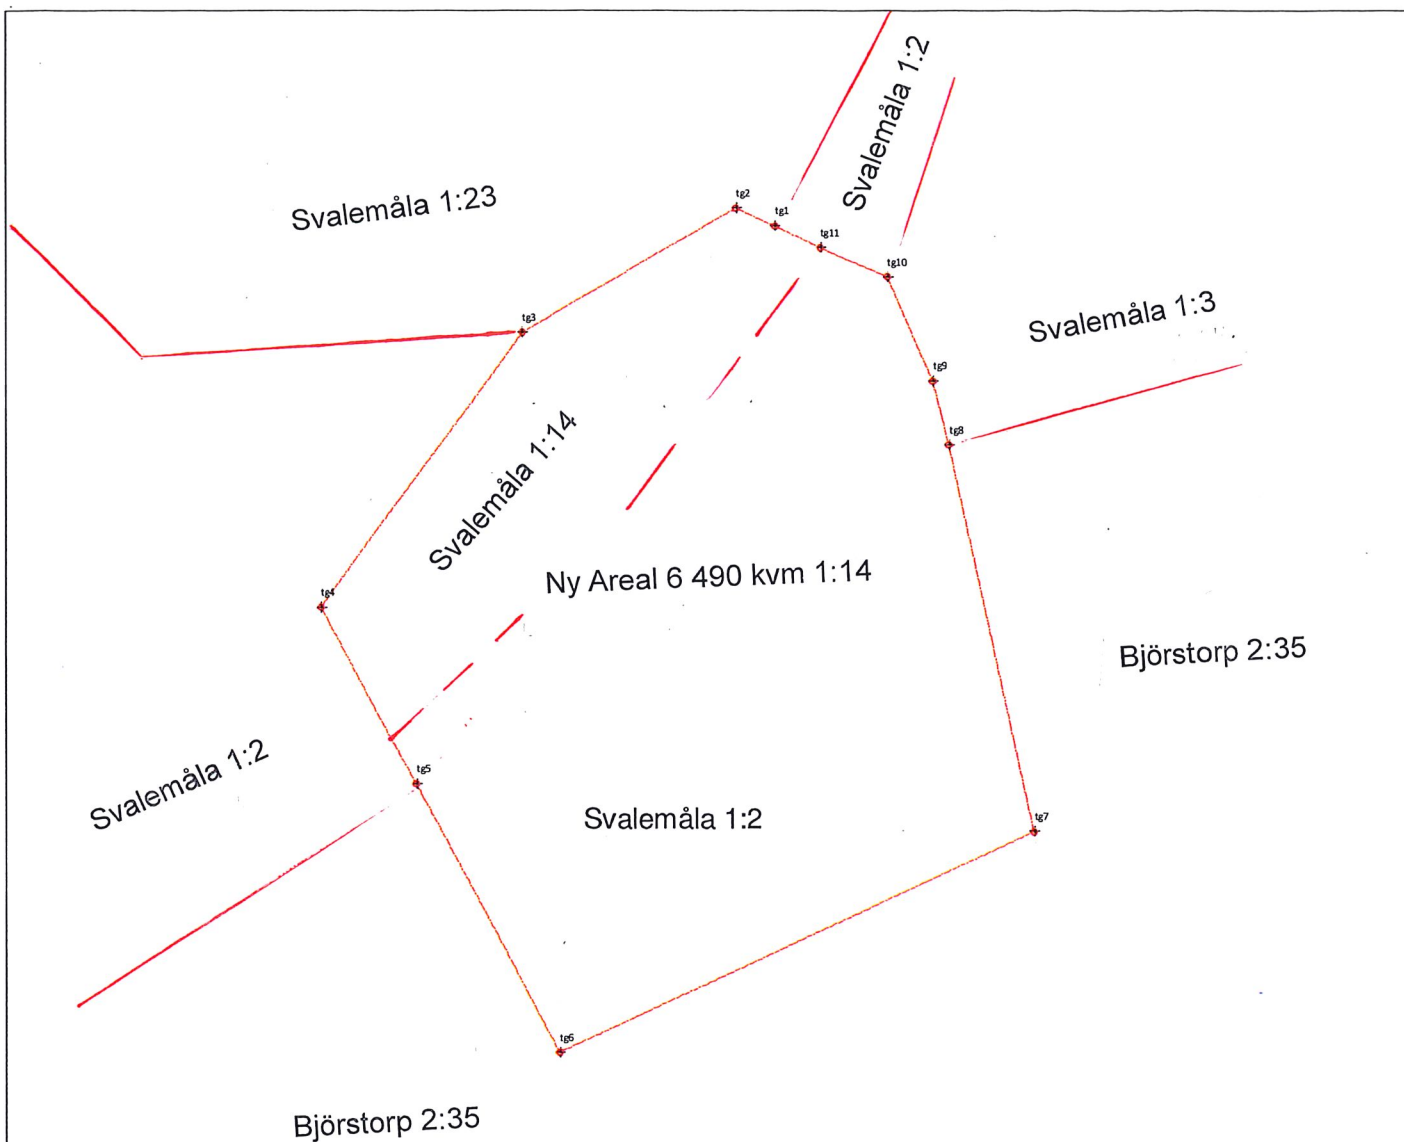 Svalemåla 1:2
Svalemåla 1:23
tg2
tg1
tg11
tg10
Svalemåla 1:3
tg3
tg9
tg8
Svalemåla 1:14
Ny Areal 6 490 kvm 1:14
tg4
Björstorp 2:35
Svalemåla 1:2
tg5
Svalemåla 1:2
tg7
tg6
Björstorp 2:35